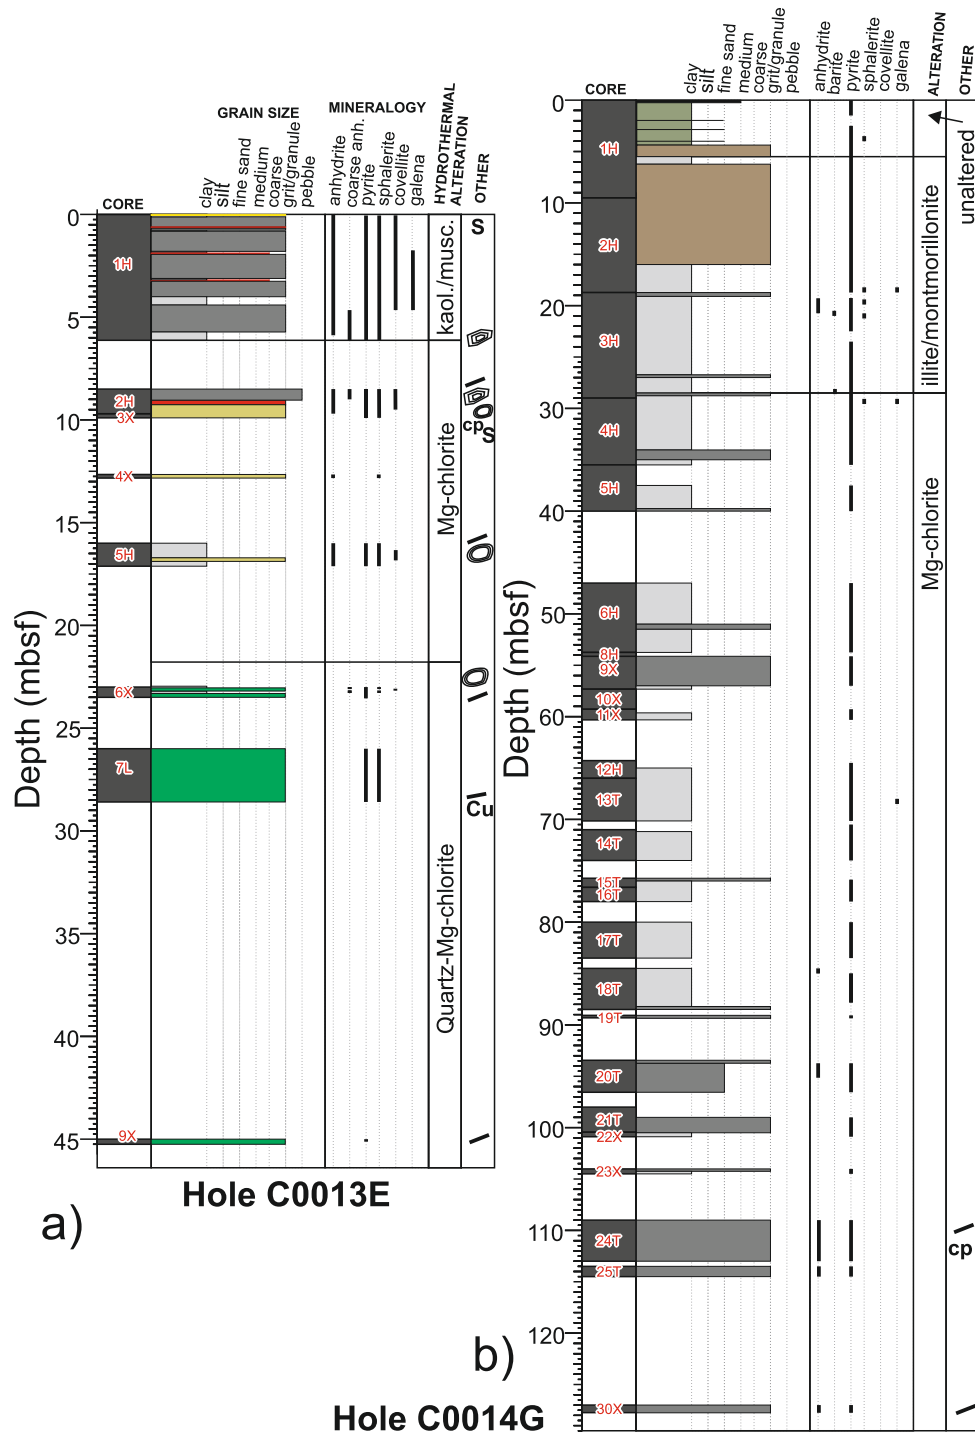 GRAIN SIZE
MINERALOGY
HYDROTHERMAL
ALTERATION
OTHER
CORE
clay
silt
fine sand
medium
coarse
grit/granule
pebble
anhydrite
coarse anh.
pyrite
sphalerite
covellite
galena
0
5
10
15
20
25
30
35
40
45
Depth (mbsf)
1H
2H
3X
4X
5H
6X
7L
9X
kaol./musc.
Mg-chlorite
Quartz-Mg-chlorite
S
cp
S
Cu
Hole C0013E
a)
CORE
clay
silt
fine sand
medium
coarse
grit/granule
pebble
anhydrite
barite
pyrite
sphalerite
covellite
galena
ALTERATION
OTHER
0
10
20
30
40
50
60
70
80
90
100
110
120
Depth (mbsf)
1H
2H
3H
4H
5H
6H
8H
9X
10X
11X
12H
13T
14T
15T
16T
17T
18T
19T
20T
21T
22X
23X
24T
25T
30X
unaltered
illite/montmorillonite
Mg-chlorite
cp
b)
Hole C0014G